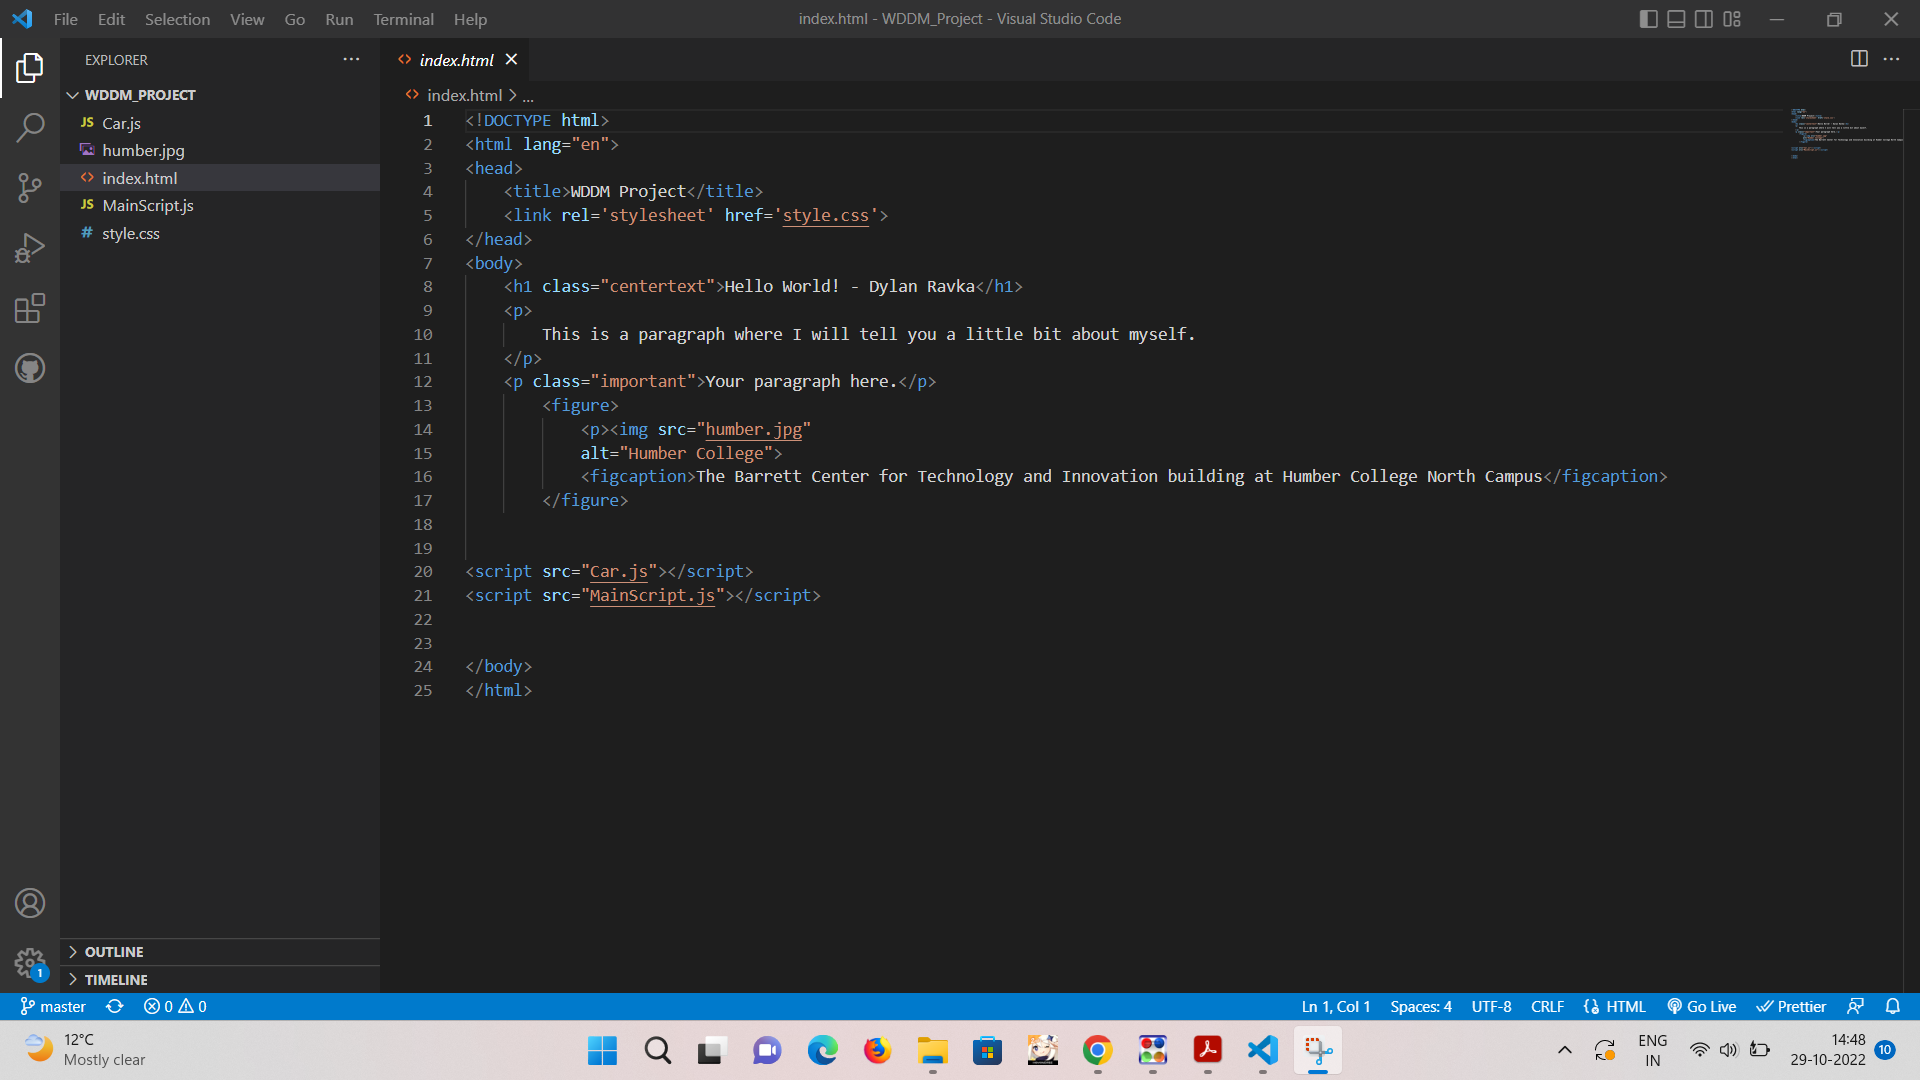 File Edit Selection View Go Run Terminal Help
index.html - WDDM_Project - Visual Studio Code
EXPLORER
WDDM_PROJECT
JS Car.js
humber.jpg
<> index.html
JS MainScript.js
# style.css
OUTLINE
TIMELINE
<> index.html
<> index.html > ...
1 <!DOCTYPE html>
2 <html lang="en">
3 <head>
4     <title>WDDM Project</title>
5     <link rel='stylesheet' href='style.css'>
6 </head>
7 <body>
8     <h1 class="centertext">Hello World! - Dylan Ravka</h1>
9     <p>
10         This is a paragraph where I will tell you a little bit about myself.
11     </p>
12     <p class="important">Your paragraph here.</p>
13         <figure>
14             <p><img src="humber.jpg"
15             alt="Humber College">
16             <figcaption>The Barrett Center for Technology and Innovation building at Humber College North Campus</figcaption>
17         </figure>
18
19
20 <script src="Car.js"></script>
21 <script src="MainScript.js"></script>
22
23
24 </body>
25 </html>
1
master 0 0
Ln 1, Col 1 Spaces: 4 UTF-8 CRLF HTML Go Live Prettier
12°C
Mostly clear
ENG
IN
14:48
29-10-2022
10